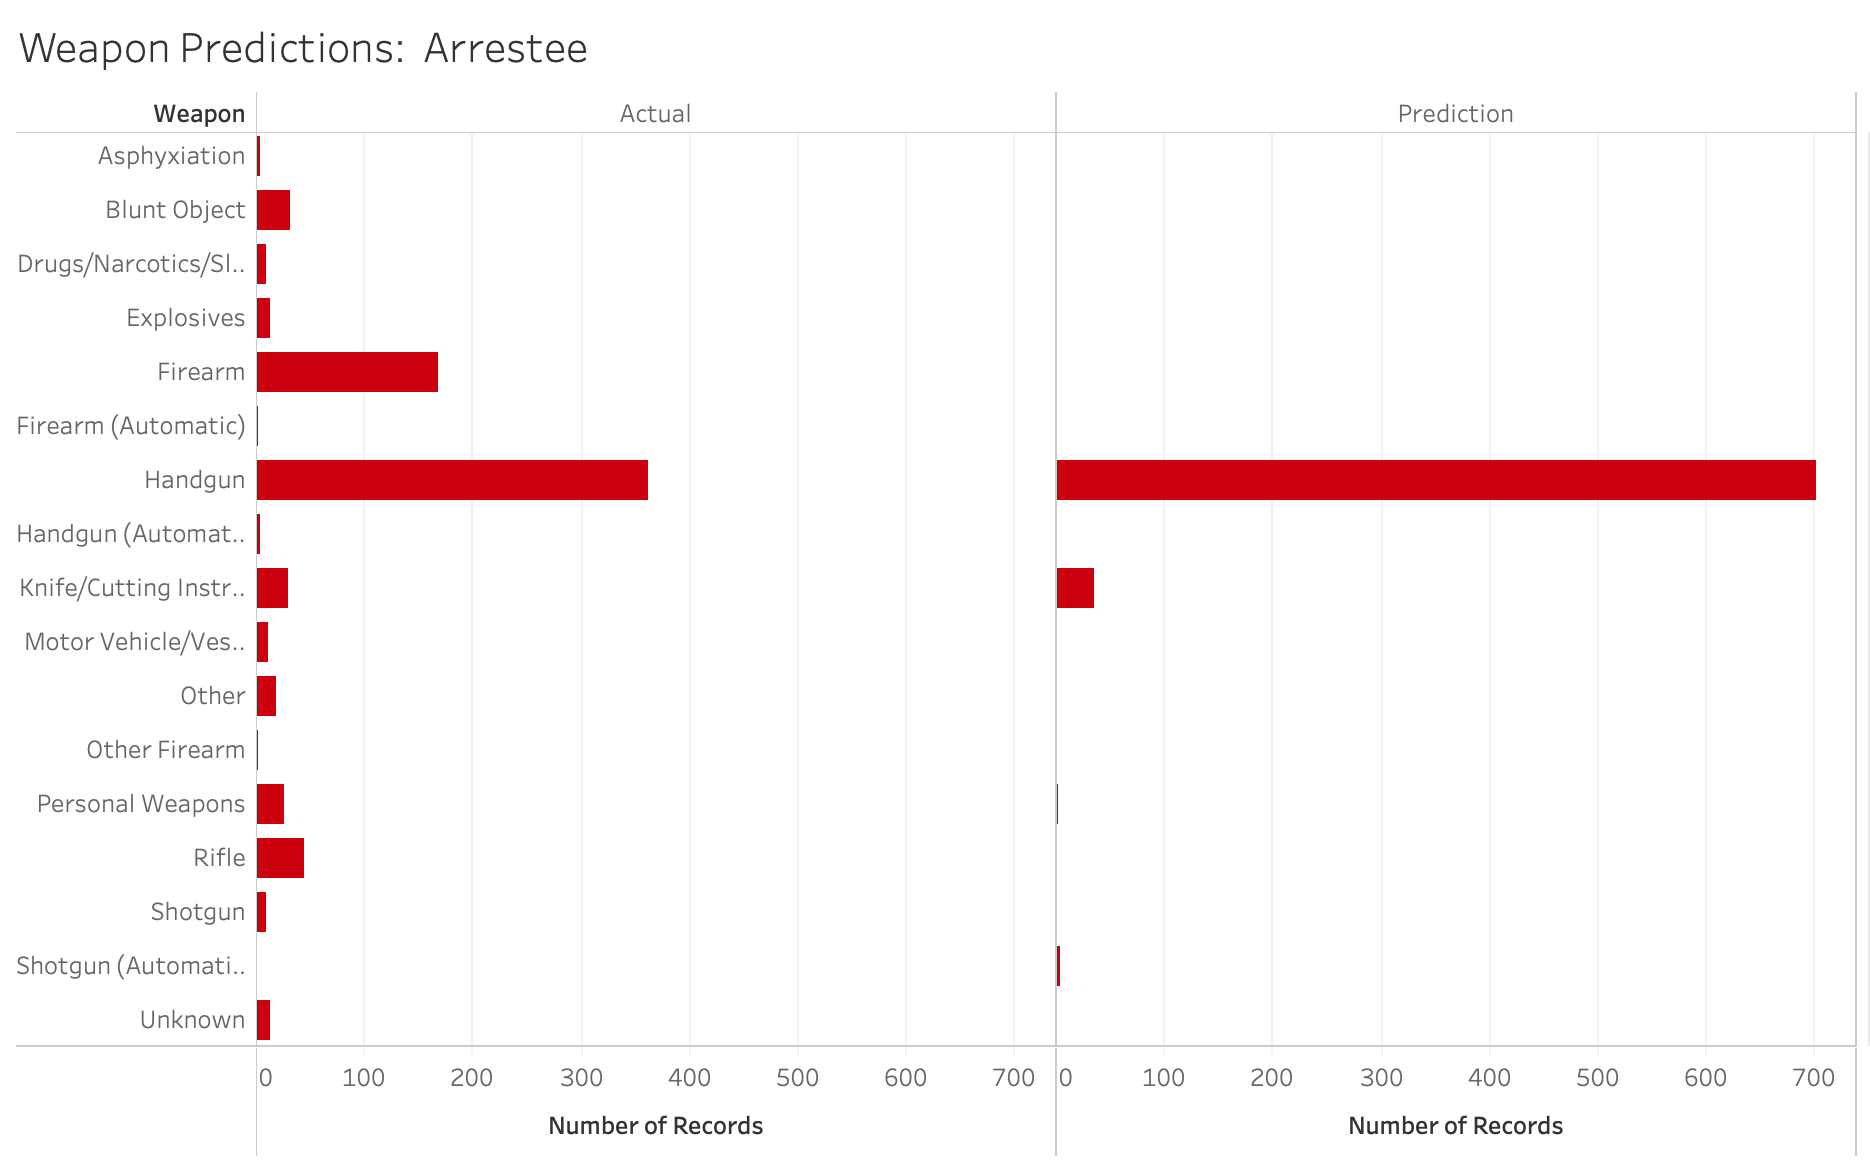 Weapon Predictions: Arrestee
Weapon Actual Prediction
Asphyxiation
Blunt Object
Drugs/Narcotics/Sl..
Explosives
Firearm
Firearm (Automatic)
Handgun
Handgun (Automat..
Knife/Cutting Instr..
Motor Vehicle/Ves..
Other
Other Firearm
Personal Weapons
Rifle
Shotgun
Shotgun (Automati..
Unknown
0 100 200 300 400 500 600 700 0 100 200 300 400 500 600 700
Number of Records Number of Records